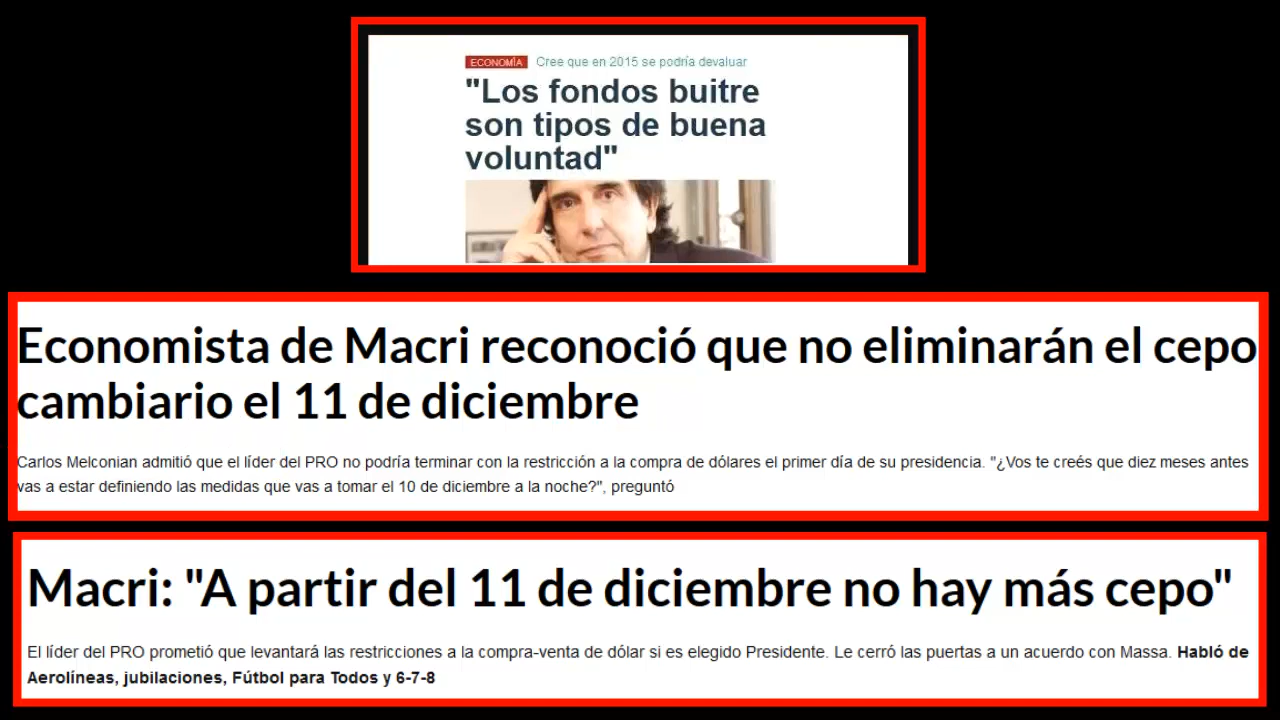 ECONOMÍA Cree que en 2015 se podría devaluar
"Los fondos buitre
son tipos de buena
voluntad"
Economista de Macri reconoció que no eliminarán el cepo
cambiario el 11 de diciembre
Carlos Melconian admitió que el líder del PRO no podría terminar con la restricción a la compra de dólares el primer día de su presidencia. "¿Vos te creés que diez meses antes
vas a estar definiendo las medidas que vas a tomar el 10 de diciembre a la noche?", preguntó
Macri: "A partir del 11 de diciembre no hay más cepo"
El líder del PRO prometió que levantará las restricciones a la compra-venta de dólar si es elegido Presidente. Le cerró las puertas a un acuerdo con Massa. Habló de
Aerolíneas, jubilaciones, Fútbol para Todos y 6-7-8